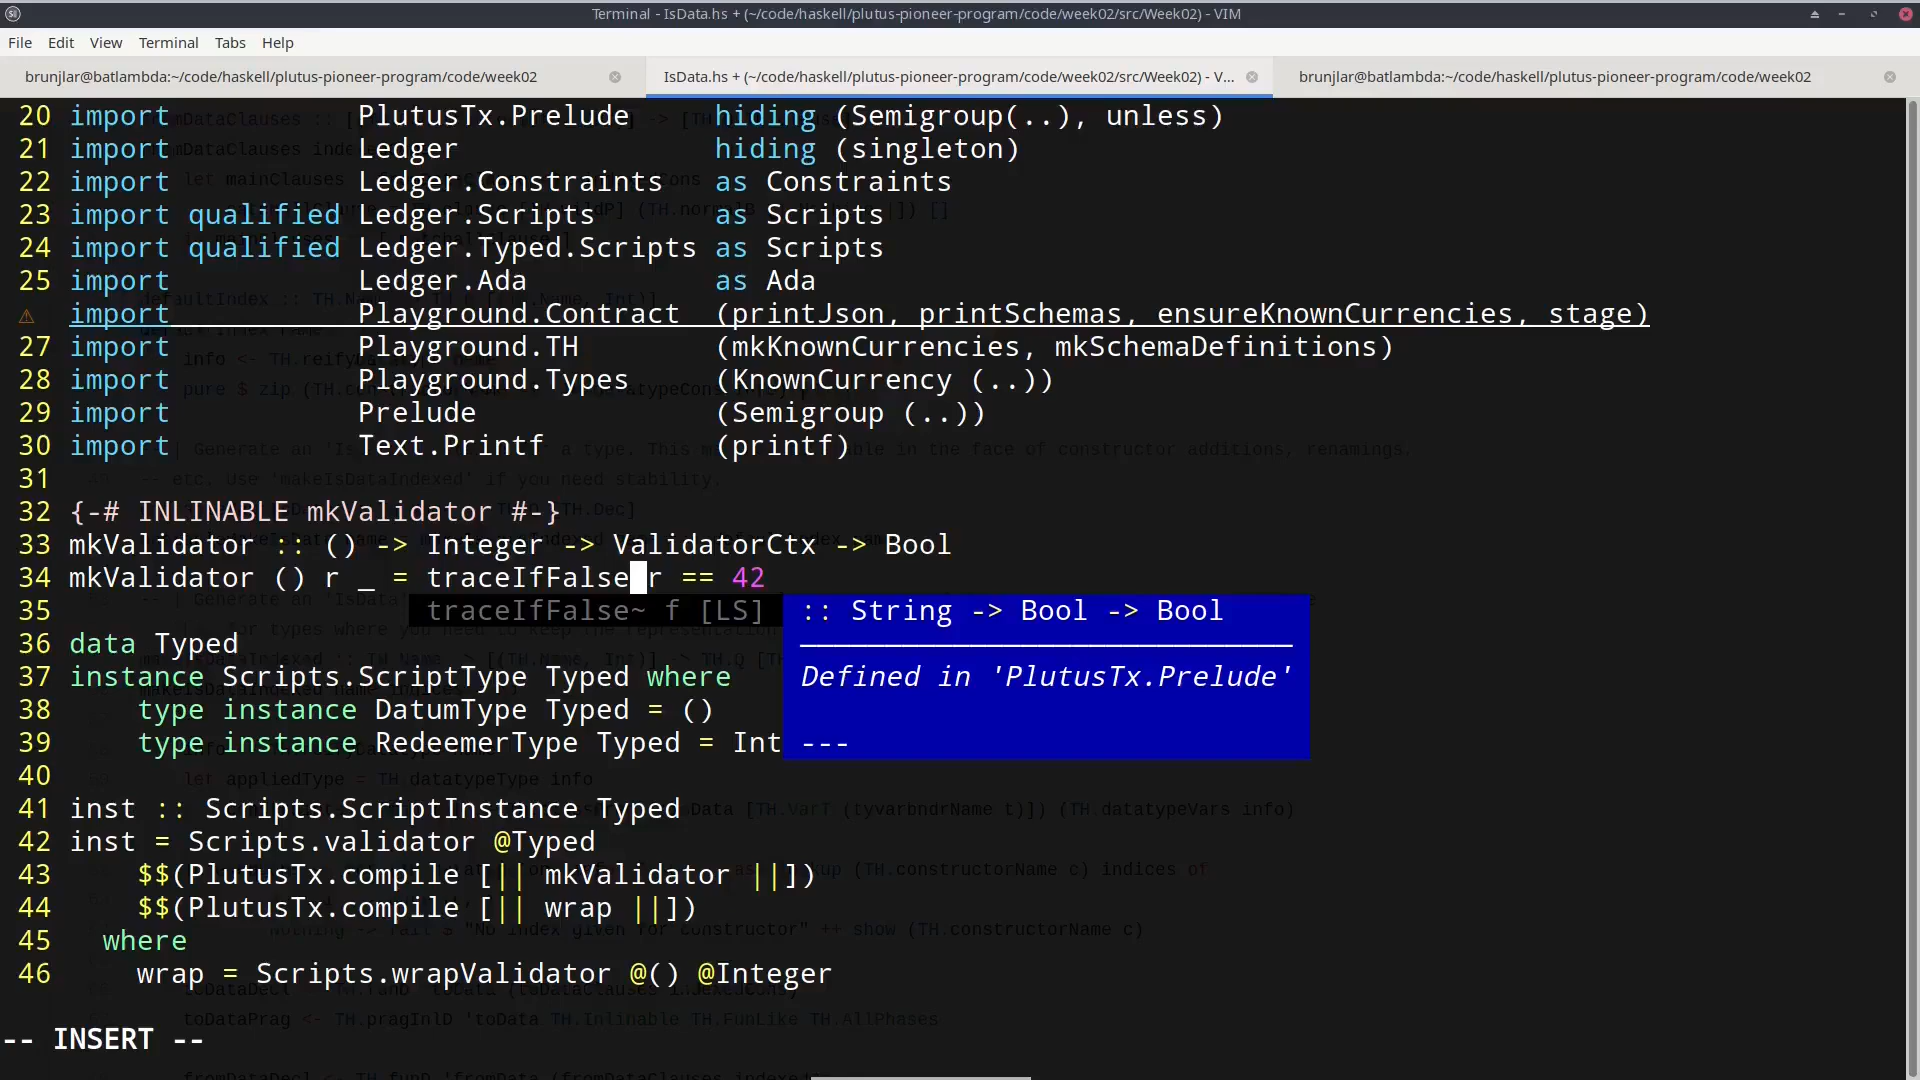 Terminal - IsData.hs + (~/code/haskell/plutus-pioneer-program/code/week02/src/Week02) - VIM
File Edit View Terminal Tabs Help
brunjlar@batlambda:~/code/haskell/plutus-pioneer-program/code/week02 IsData.hs + (~/code/haskell/plutus-pioneer-program/code/week02/src/Week02) - V... brunjlar@batlambda:~/code/haskell/plutus-pioneer-program/code/week02
20 import PlutusTx.Prelude hiding (Semigroup(..), unless)
21 import Ledger hiding (singleton)
22 import Ledger.Constraints as Constraints
23 import qualified Ledger.Scripts as Scripts
24 import qualified Ledger.Typed.Scripts as Scripts
25 import Ledger.Ada as Ada
⚠ import Playground.Contract (printJson, printSchemas, ensureKnownCurrencies, stage)
27 import Playground.TH (mkKnownCurrencies, mkSchemaDefinitions)
28 import Playground.Types (KnownCurrency (..))
29 import Prelude (Semigroup (..))
30 import Text.Printf (printf)
31
32 {-# INLINABLE mkValidator #-}
33 mkValidator :: () -> Integer -> ValidatorCtx -> Bool
34 mkValidator () r _ = traceIfFalse r == 42
35 traceIfFalse~ f [LS] :: String -> Bool -> Bool
36 data Typed
37 instance Scripts.ScriptType Typed where Defined in 'PlutusTx.Prelude'
38 type instance DatumType Typed = ()
39 type instance RedeemerType Typed = Int ---
40
41 inst :: Scripts.ScriptInstance Typed
42 inst = Scripts.validator @Typed
43 $$(PlutusTx.compile [|| mkValidator ||])
44 $$(PlutusTx.compile [|| wrap ||])
45 where
46 wrap = Scripts.wrapValidator @() @Integer
-- INSERT --